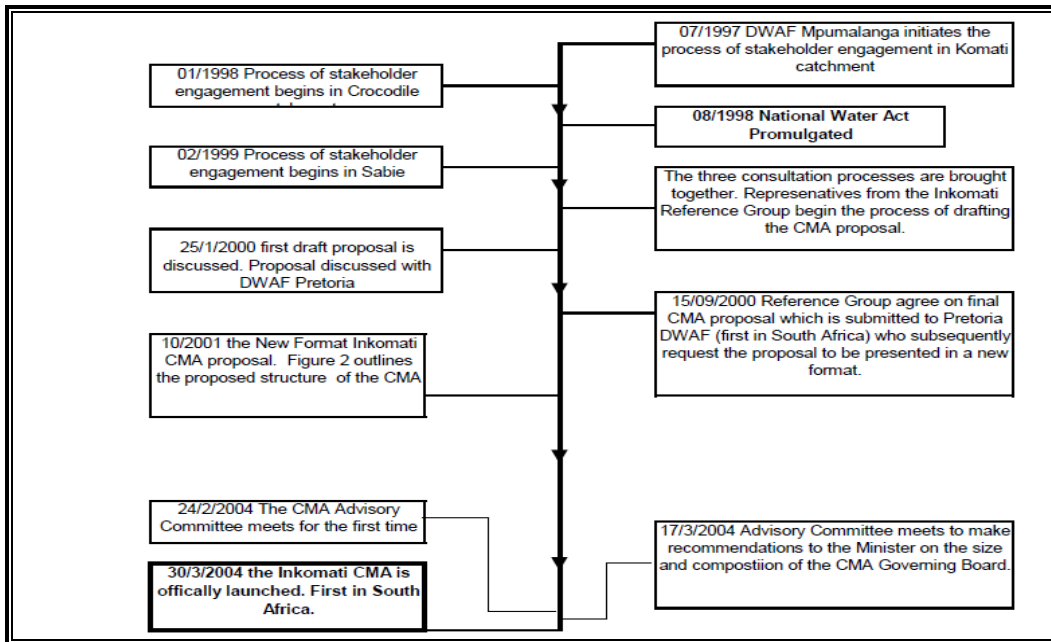 07/1997 DWAF Mpumalanga initiates the
process of stakeholder engagement in Komati
catchment
01/1998 Process of stakeholder
engagement begins in Crocodile
08/1998 National Water Act
Promulgated
02/1999 Process of stakeholder
engagement begins in Sabie
The three consultation processes are brought
together. Represenatives from the Inkomati
Reference Group begin the process of drafting
the CMA proposal.
25/1/2000 first draft proposal is
discussed. Proposal discussed with
DWAF Pretoria
15/09/2000 Reference Group agree on final
CMA proposal which is submitted to Pretoria
DWAF (first in South Africa) who subsequently
request the proposal to be presented in a new
format.
10/2001 the New Format Inkomati
CMA proposal.  Figure 2 outlines
the proposed structure  of the CMA
24/2/2004 The CMA Advisory
Committee meets for the first time
17/3/2004 Advisory Committee meets to make
recommendations to the Minister on the size
and compostiion of the CMA Governing Board.
30/3/2004 the Inkomati CMA is
offically launched. First in South
Africa.